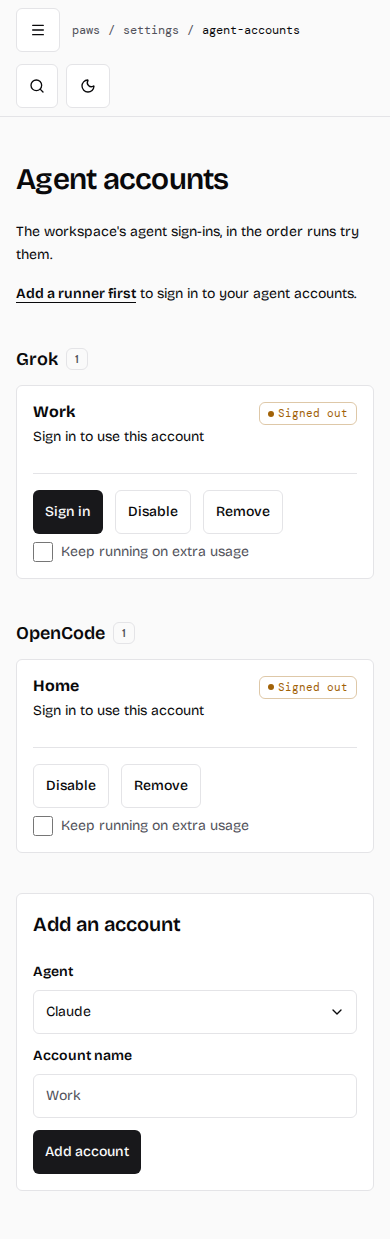 paws / settings / agent-accounts
Agent accounts
The workspace's agent sign-ins, in the order runs try
them.
Add a runner first to sign in to your agent accounts.
Grok 1
Work Signed out
Sign in to use this account
Sign in Disable Remove
Keep running on extra usage
OpenCode 1
Home Signed out
Sign in to use this account
Disable Remove
Keep running on extra usage
Add an account
Agent
Claude
Account name
Work
Add account